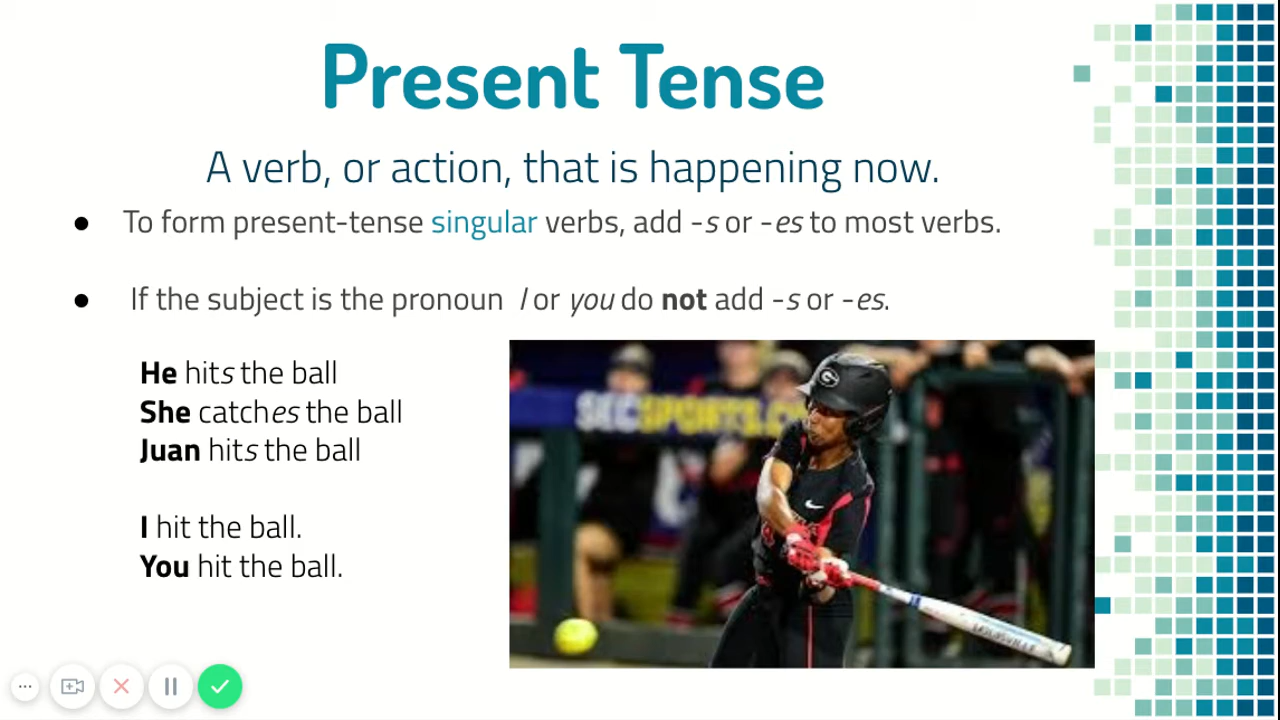 Present Tense
A verb, or action, that is happening now.
● To form present-tense singular verbs, add -s or -es to most verbs.
● If the subject is the pronoun I or you do not add -s or -es.
He hits the ball
She catches the ball
Juan hits the ball
I hit the ball.
You hit the ball.
SECSPORTS.C
G
LOUISVILLE